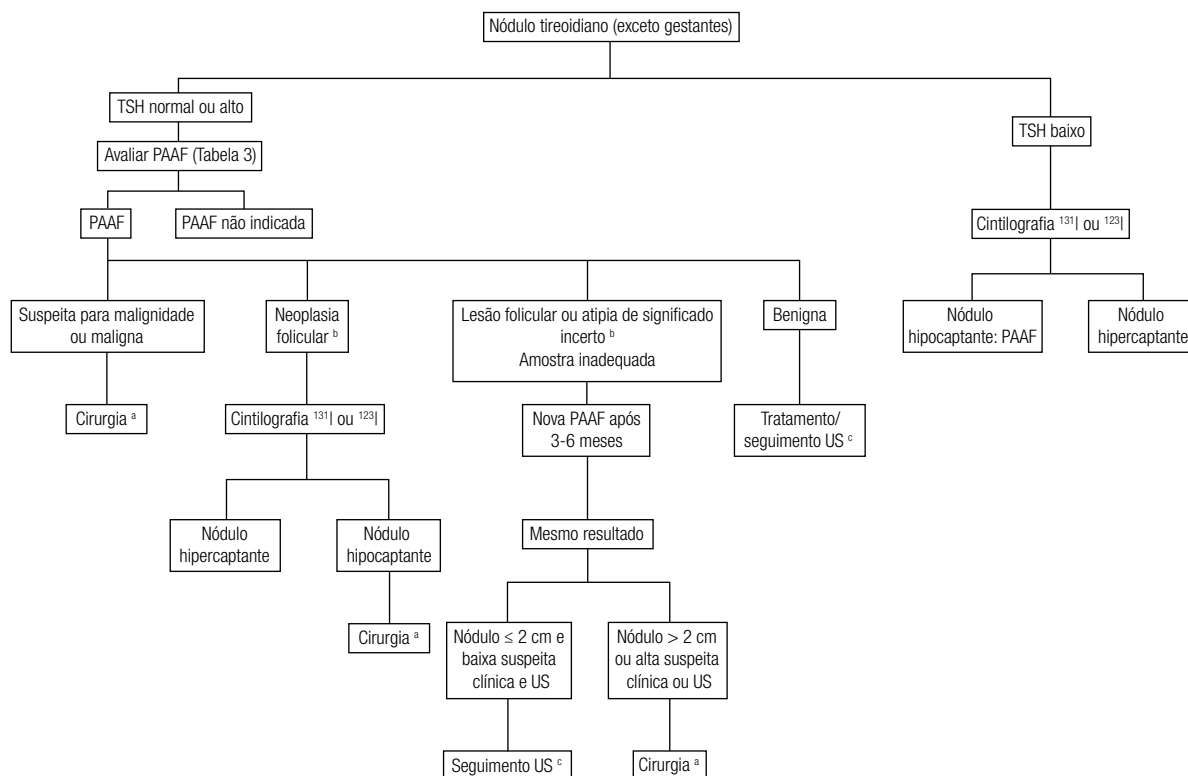 Nódulo tireoidiano (exceto gestantes)
TSH normal ou alto
TSH baixo
Avaliar PAAF (Tabela 3)
PAAF
PAAF não indicada
Cintilografia ¹³¹I ou ¹²³I
Suspeita para malignidade
ou maligna
Neoplasia
folicular ᵇ
Lesão folicular ou atipia de significado
incerto ᵇ
Amostra inadequada
Benigna
Nódulo
hipocaptante: PAAF
Nódulo
hipercaptante
Cirurgia ᵃ
Cintilografia ¹³¹I ou ¹²³I
Nova PAAF após
3-6 meses
Tratamento/
seguimento US ᶜ
Nódulo
hipercaptante
Nódulo
hipocaptante
Mesmo resultado
Cirurgia ᵃ
Nódulo ≤ 2 cm e
baixa suspeita
clínica e US
Nódulo > 2 cm
ou alta suspeita
clínica ou US
Seguimento US ᶜ
Cirurgia ᵃ